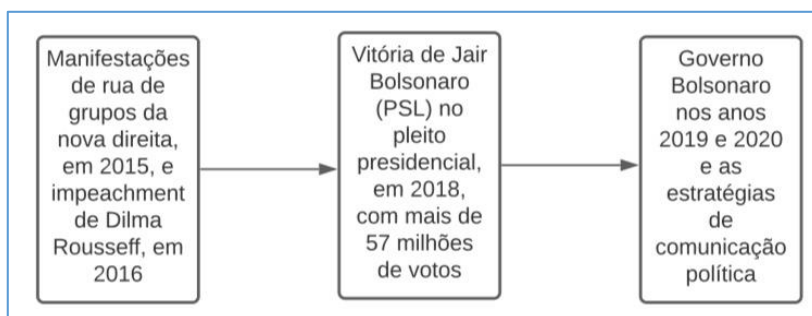 Manifestações
de rua de
grupos da
nova direita,
em 2015, e
impeachment
de Dilma
Rousseff, em
2016
Vitória de Jair
Bolsonaro
(PSL) no
pleito
presidencial,
em 2018,
com mais de
57 milhões
de votos
Governo
Bolsonaro
nos anos
2019 e 2020
e as
estratégias
de
comunicação
política